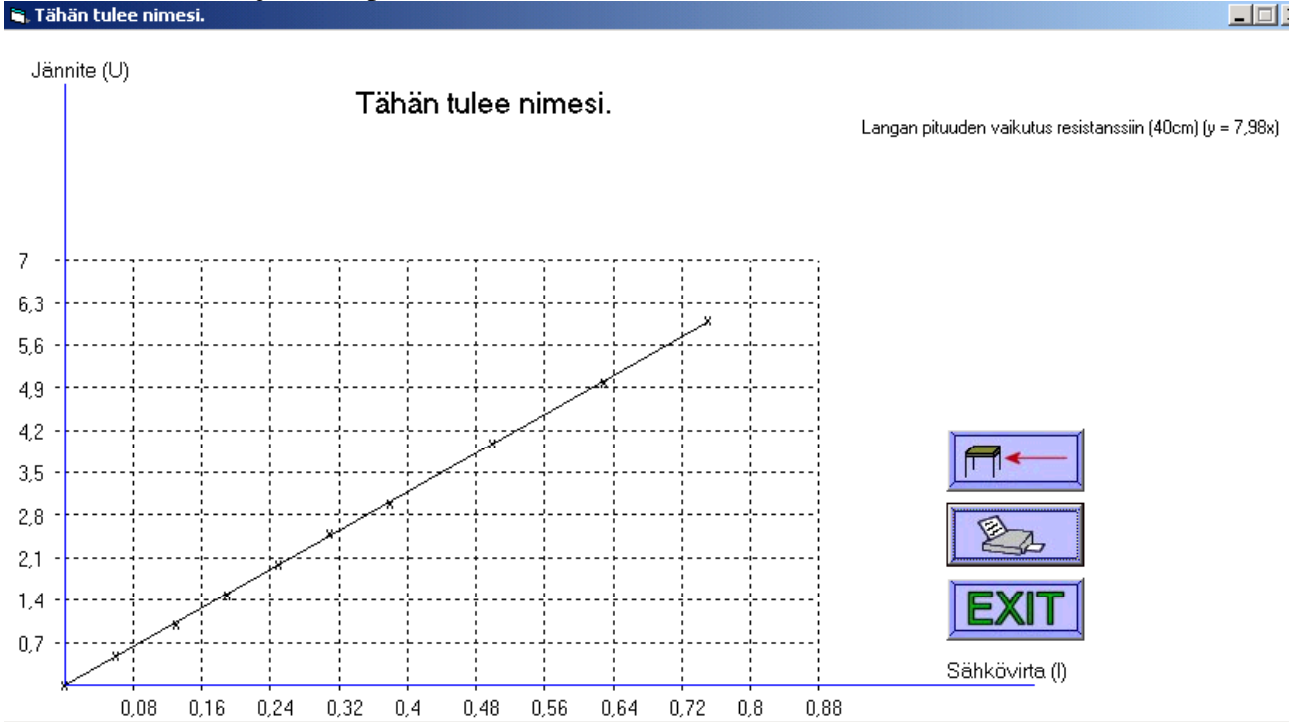 Tähän tulee nimesi.
Jännite (U)
Tähän tulee nimesi.
Langan pituuden vaikutus resistanssiin (40cm) (y = 7,98x)
7
6,3
5,6
4,9
4,2
3,5
2,8
2,1
1,4
0,7
EXIT
Sähkövirta (I)
0,08 0,16 0,24 0,32 0,4 0,48 0,56 0,64 0,72 0,8 0,88